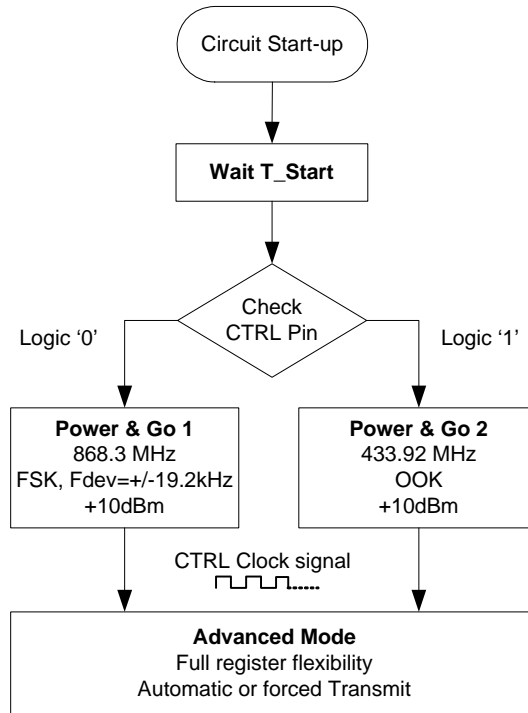 Circuit Start-up
Wait T_Start
Check
CTRL Pin
Logic ‘0’
Logic ‘1’
Power & Go 1
868.3 MHz
FSK, Fdev=+/-19.2kHz
+10dBm
Power & Go 2
433.92 MHz
OOK
+10dBm
CTRL Clock signal
Advanced Mode
Full register flexibility
Automatic or forced Transmit